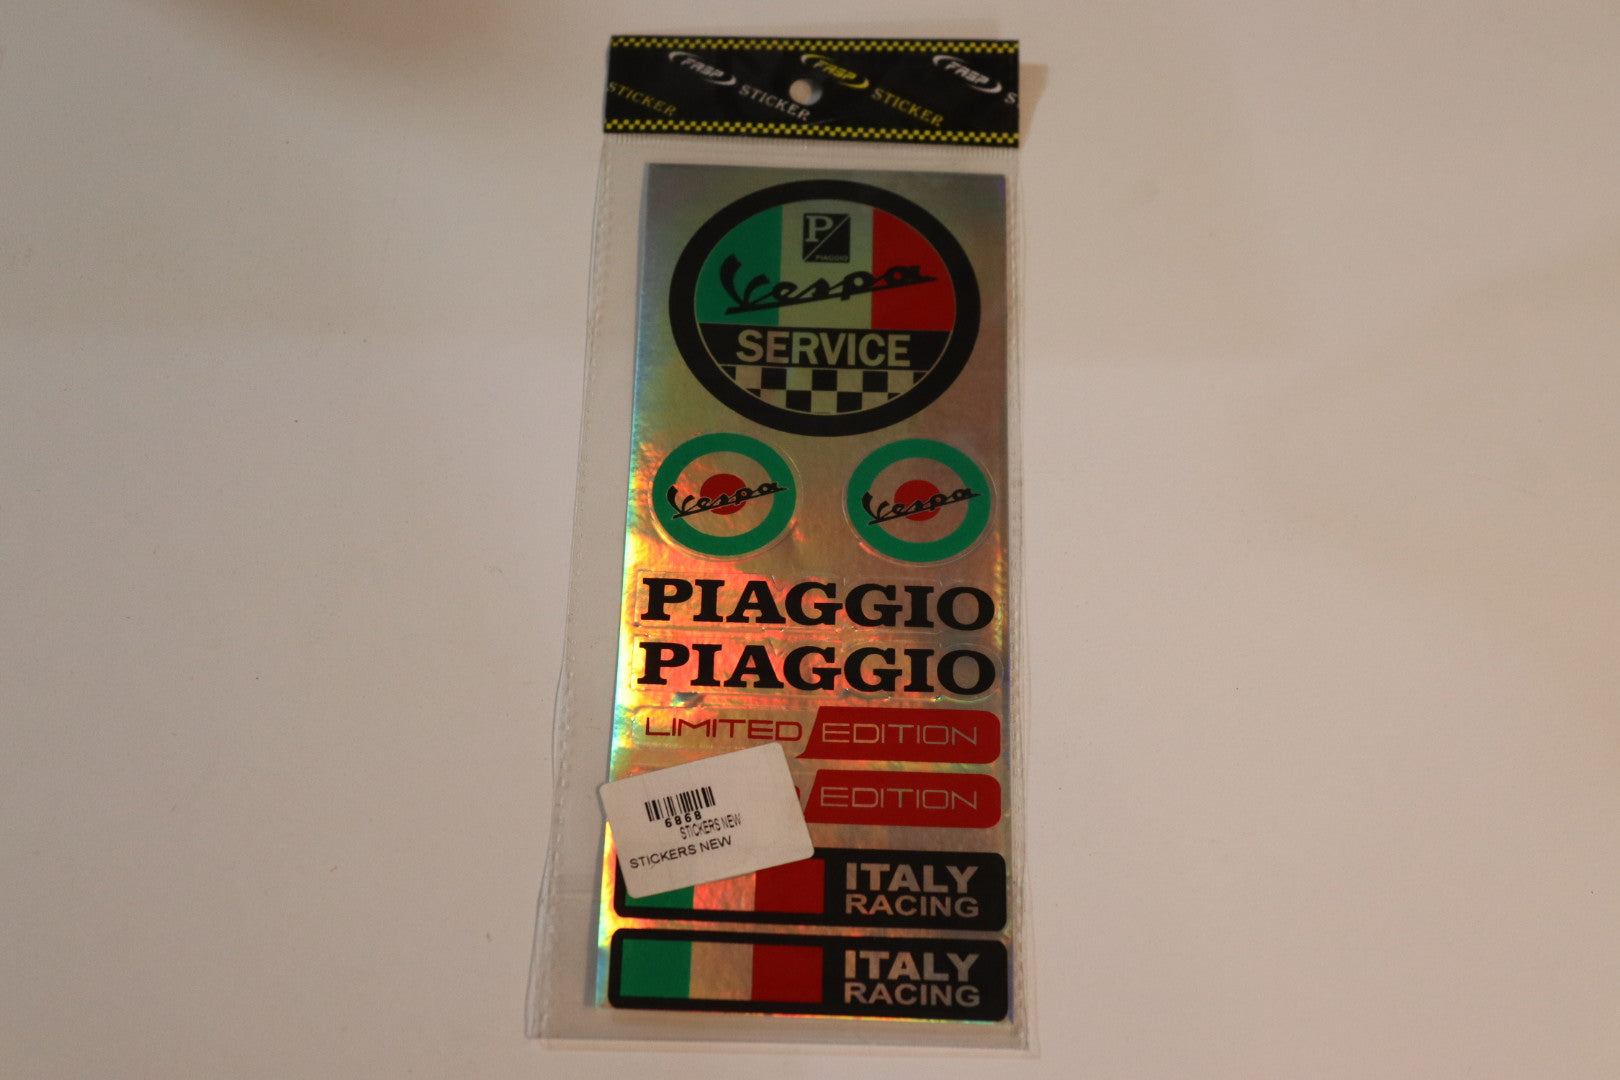 FASP FASP FASP
STICKER STICKER STICKER S
P
PIAGGIO
Vespa
SERVICE
Vespa Vespa
PIAGGIO
PIAGGIO
LIMITED EDITION
EDITION
6868
STICKERS NEW
STICKERS NEW
ITALY
RACING
ITALY
RACING